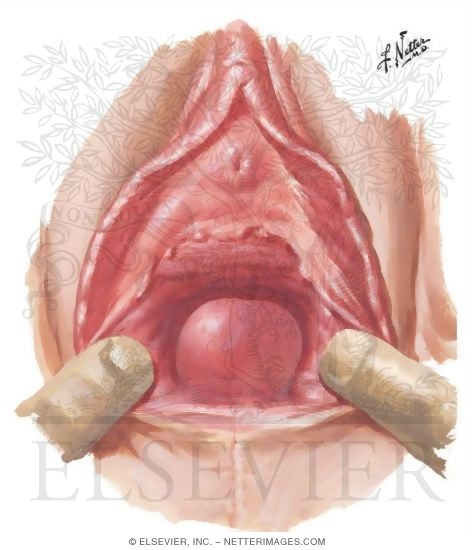 F. Netter
M.D.
ELSEVIER
© ELSEVIER, INC. – NETTERIMAGES.COM